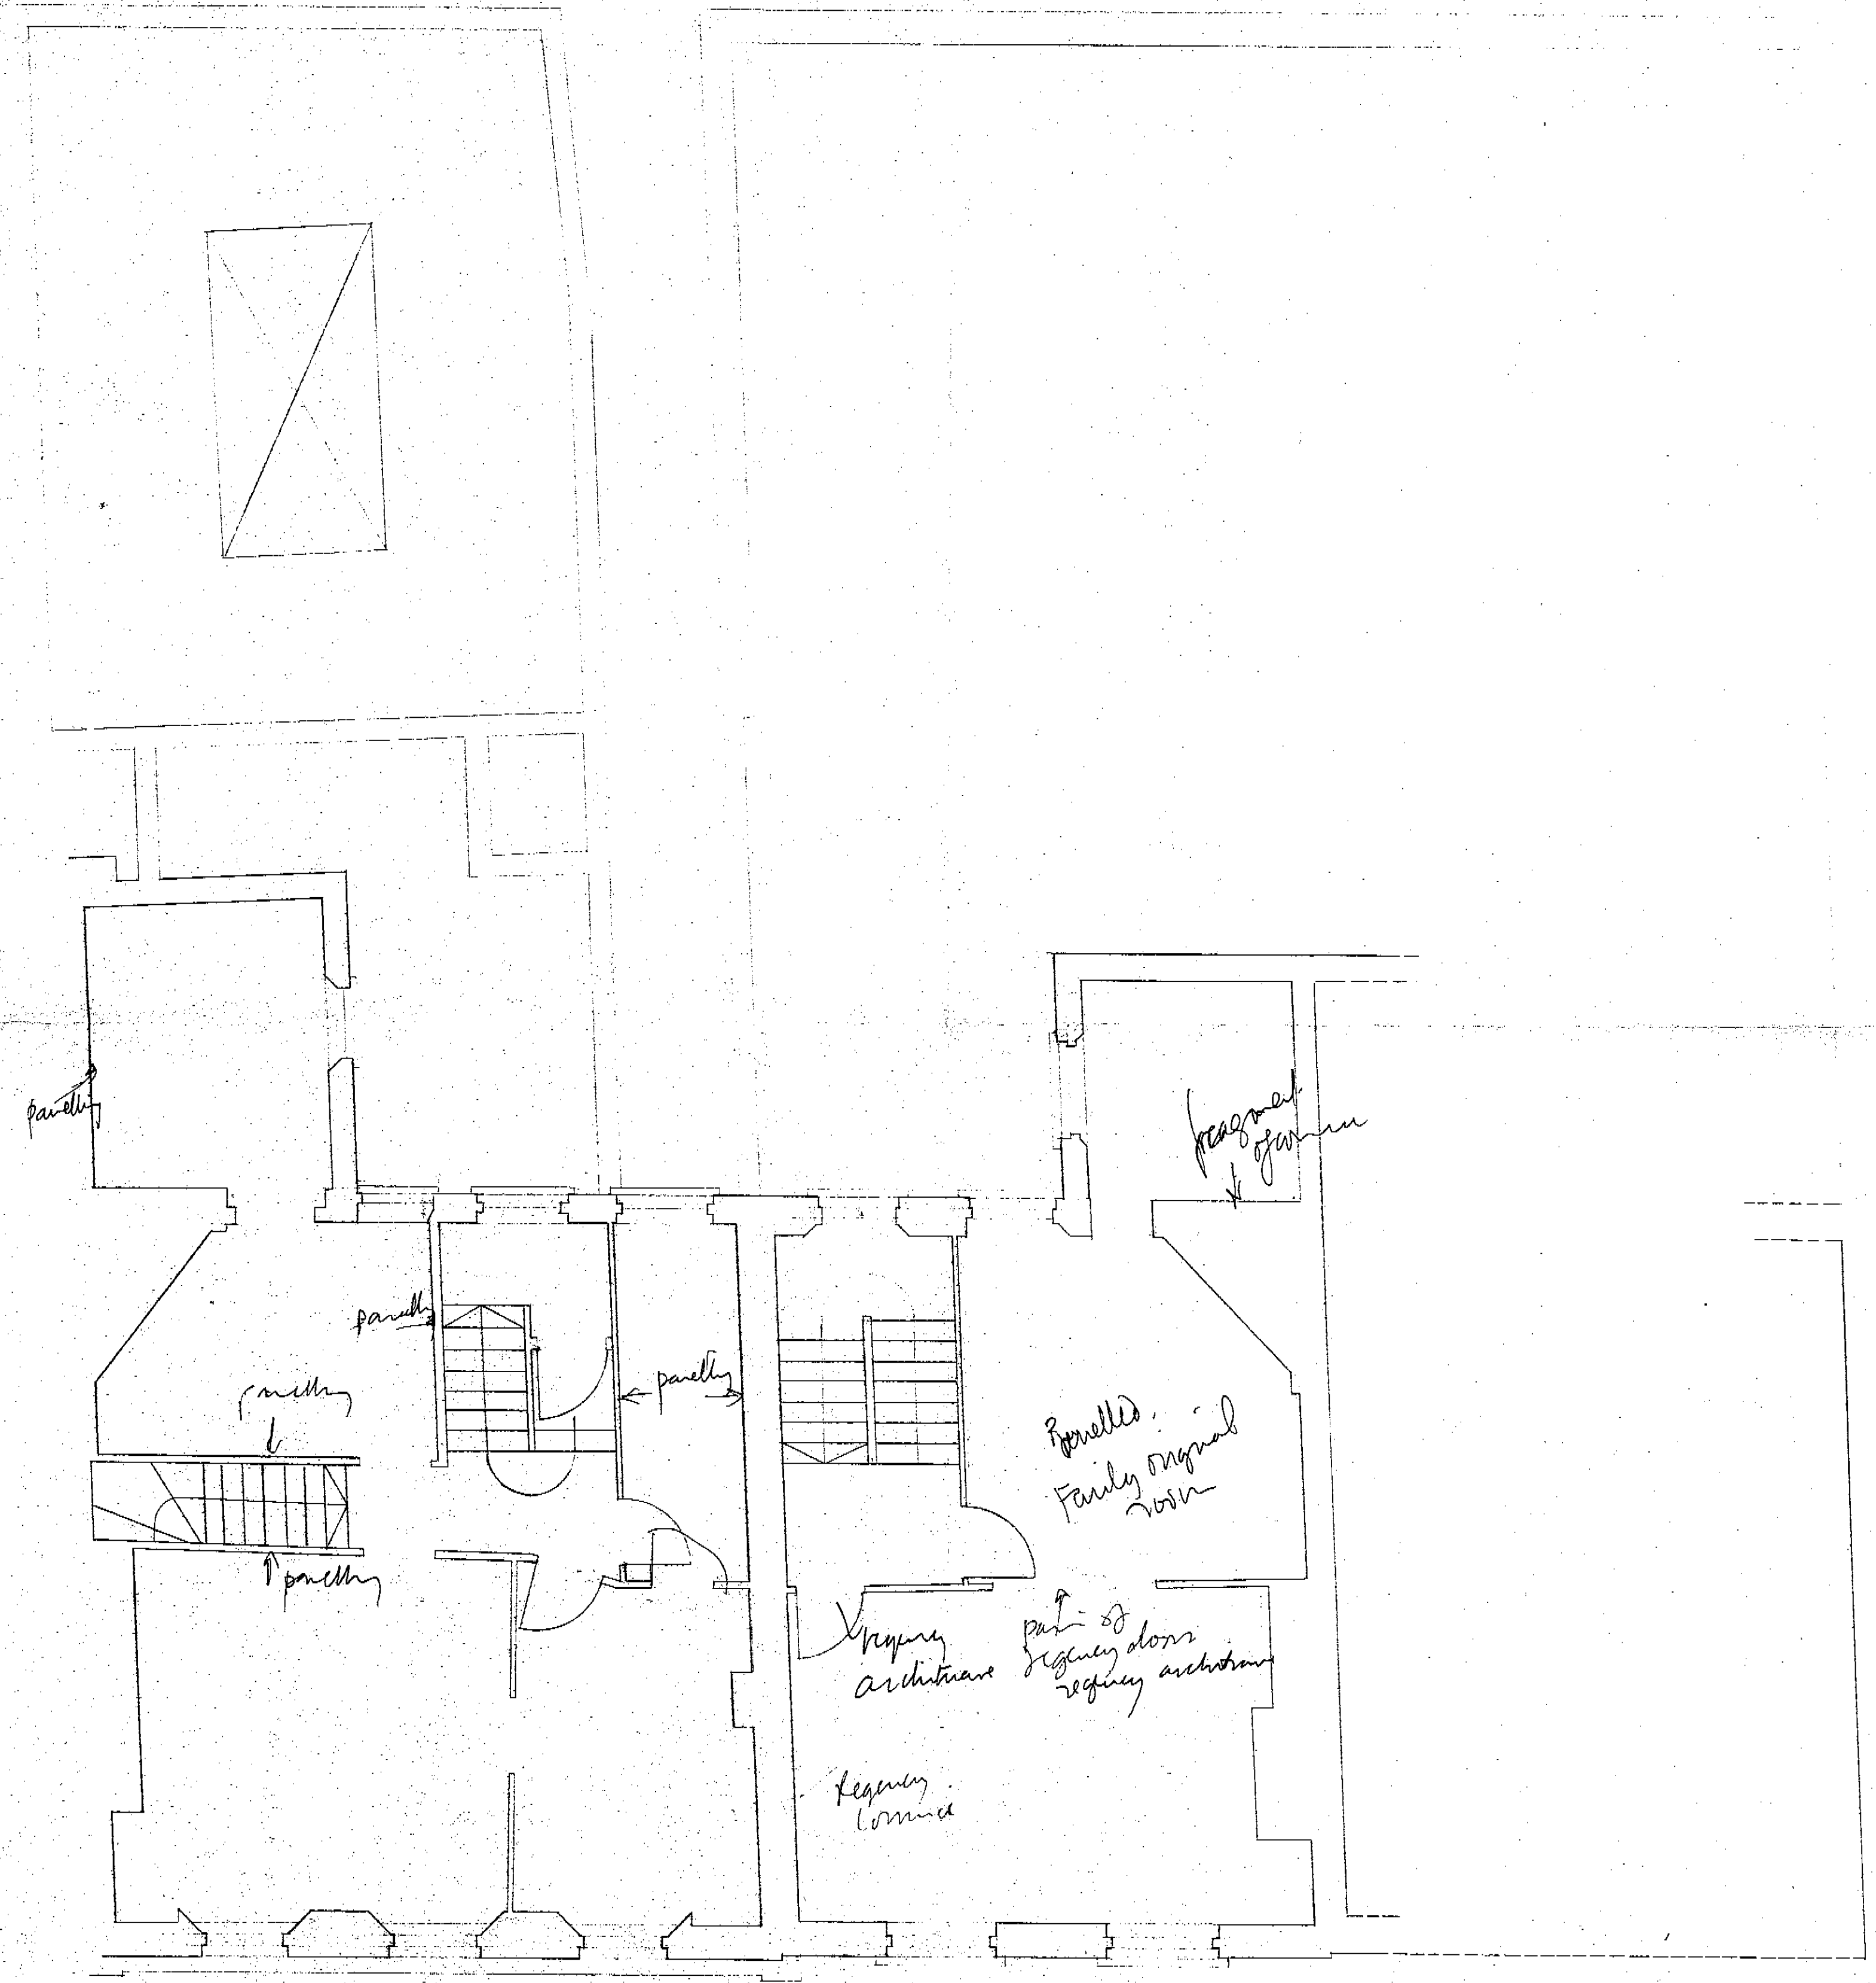 panelling
fragment
of cornice
panelling
panelling
panelling
Panelled.
Fairly original
room
panelling
regency
architrave
pair of
regency doors
regency architrave
Regency
Cornice